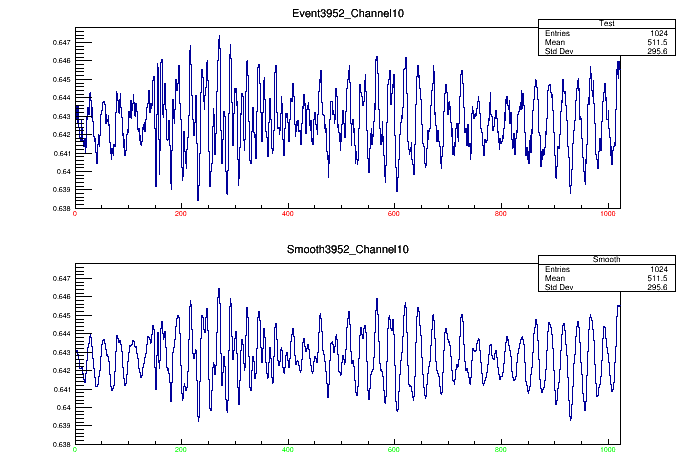 Event3952_Channel10
Test
Entries 1024
Mean 511.5
Std Dev 295.6
0.647
0.646
0.645
0.644
0.643
0.642
0.641
0.64
0.639
0.638
0 200 400 600 800 1000
Smooth3952_Channel10
Smooth
Entries 1024
Mean 511.5
Std Dev 295.6
0.647
0.646
0.645
0.644
0.643
0.642
0.641
0.64
0.639
0.638
0 200 400 600 800 1000